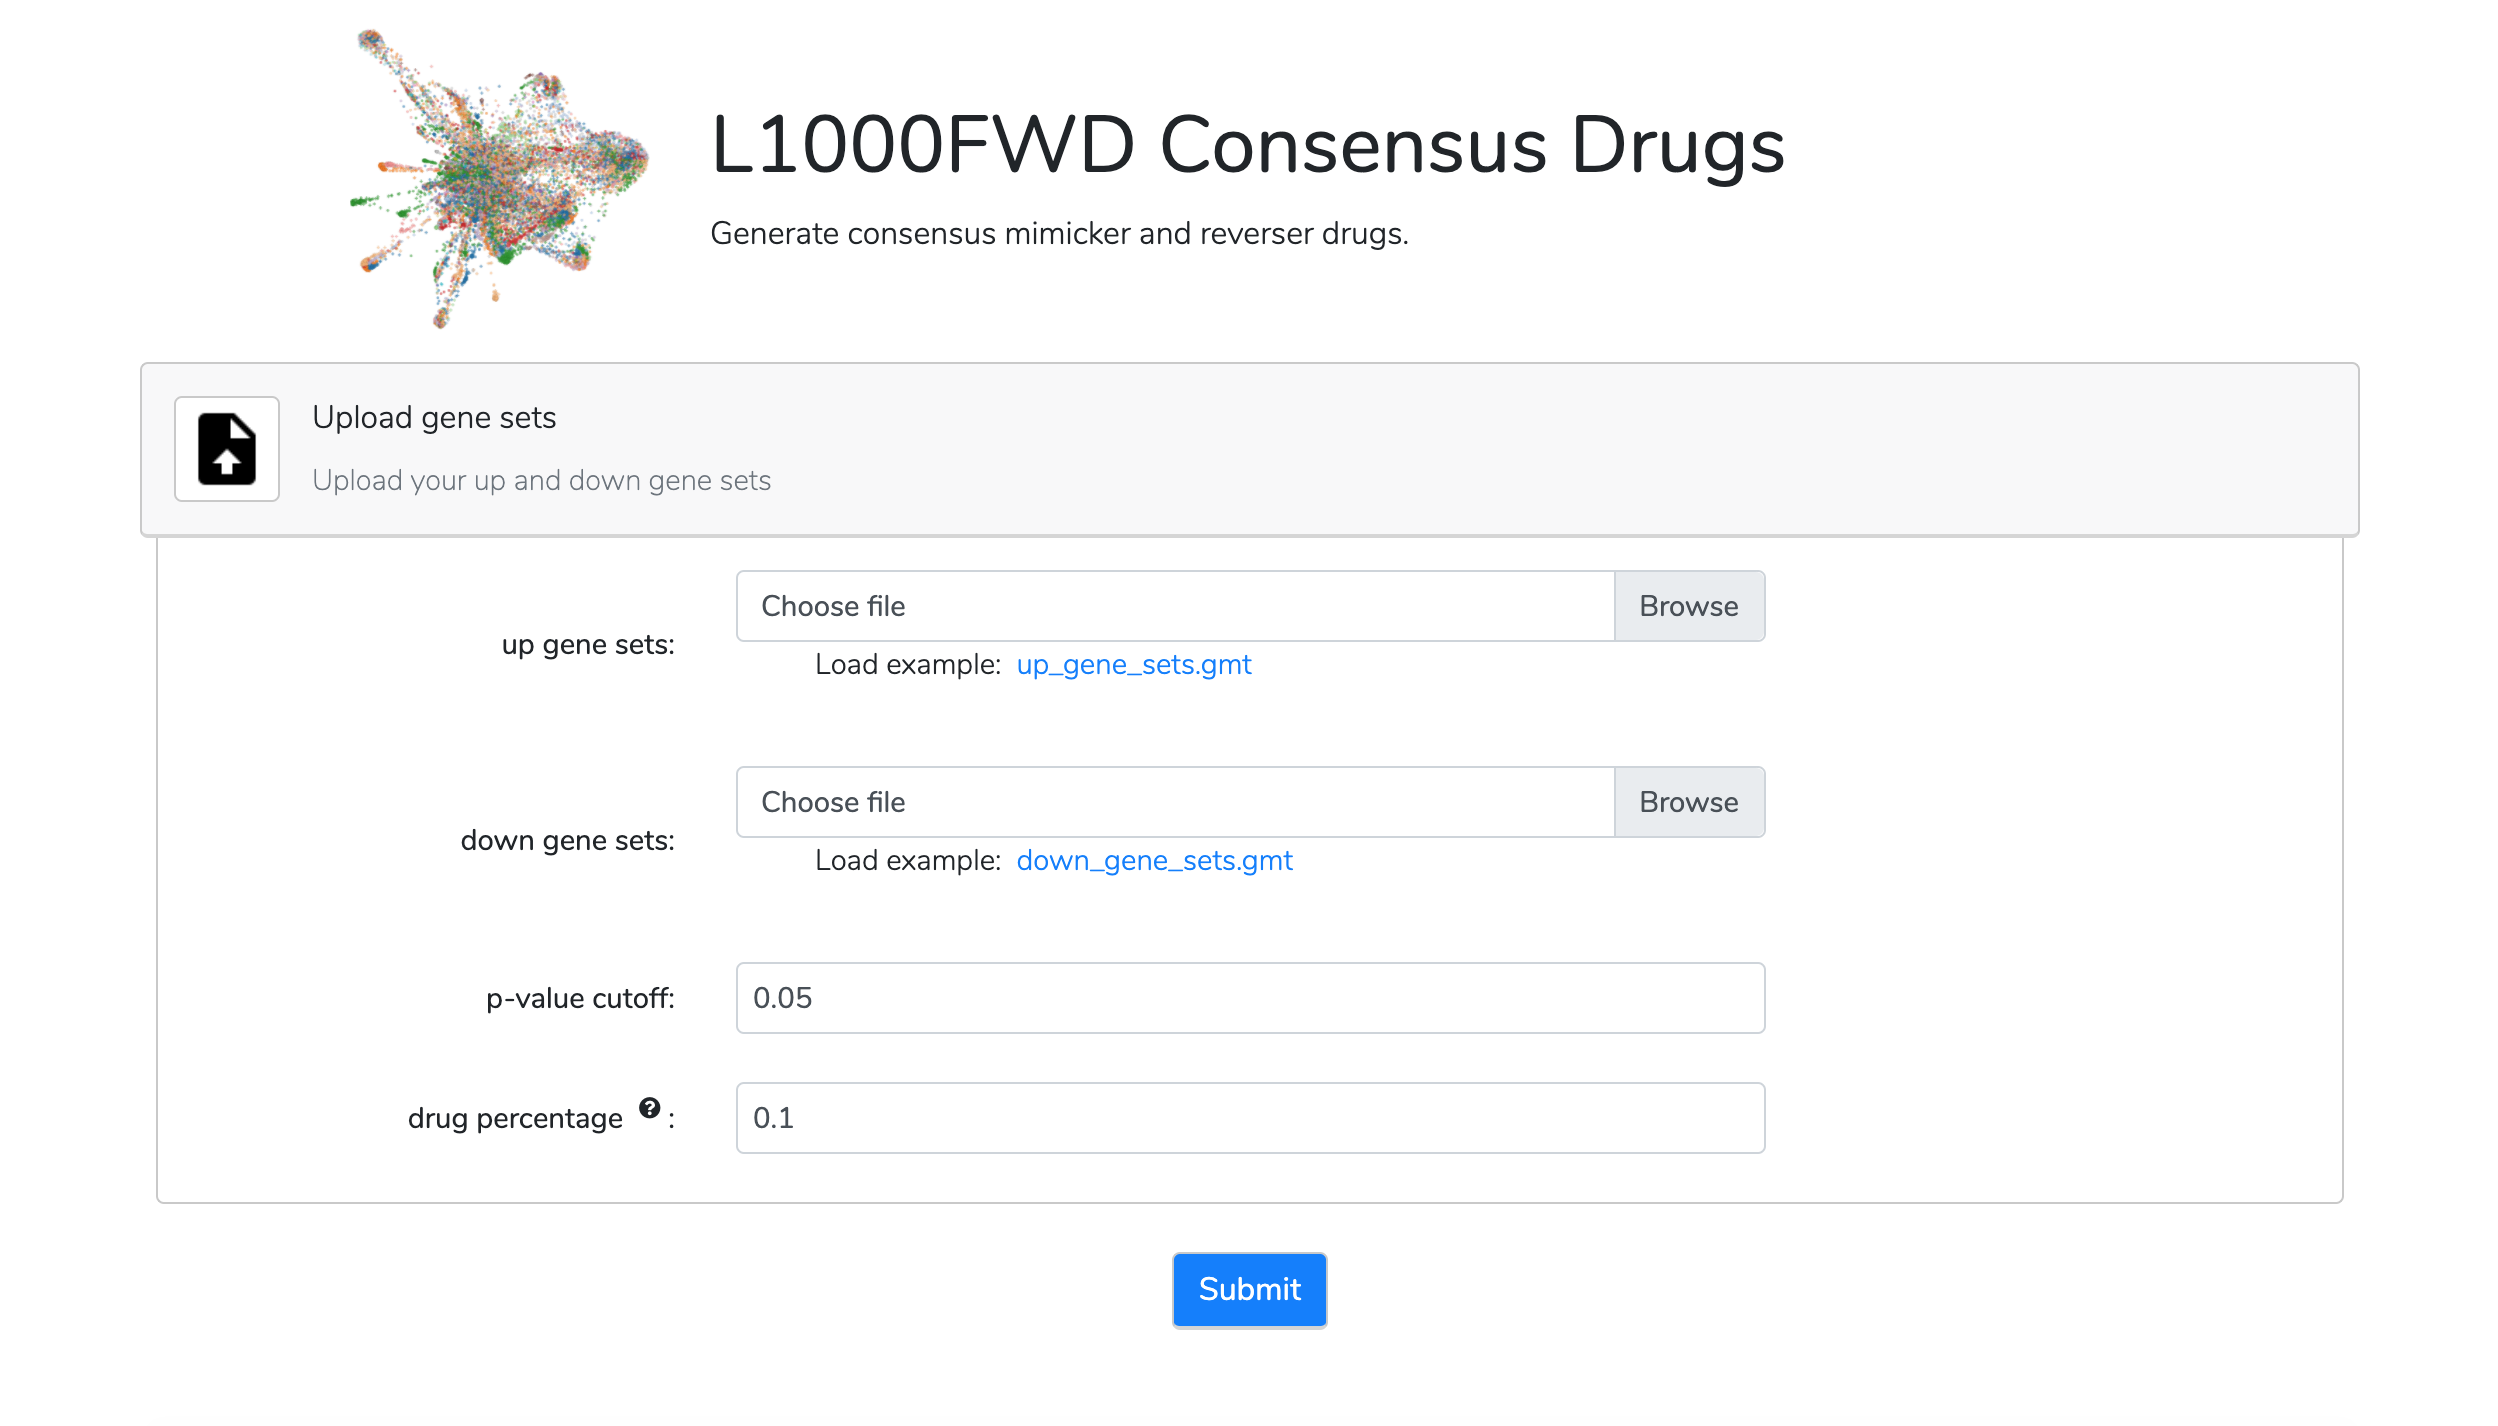 L1000FWD Consensus Drugs
Generate consensus mimicker and reverser drugs.
Upload gene sets
Upload your up and down gene sets
up gene sets:
Choose file
Browse
Load example: up_gene_sets.gmt
down gene sets:
Choose file
Browse
Load example: down_gene_sets.gmt
p-value cutoff:
0.05
drug percentage ? :
0.1
Submit